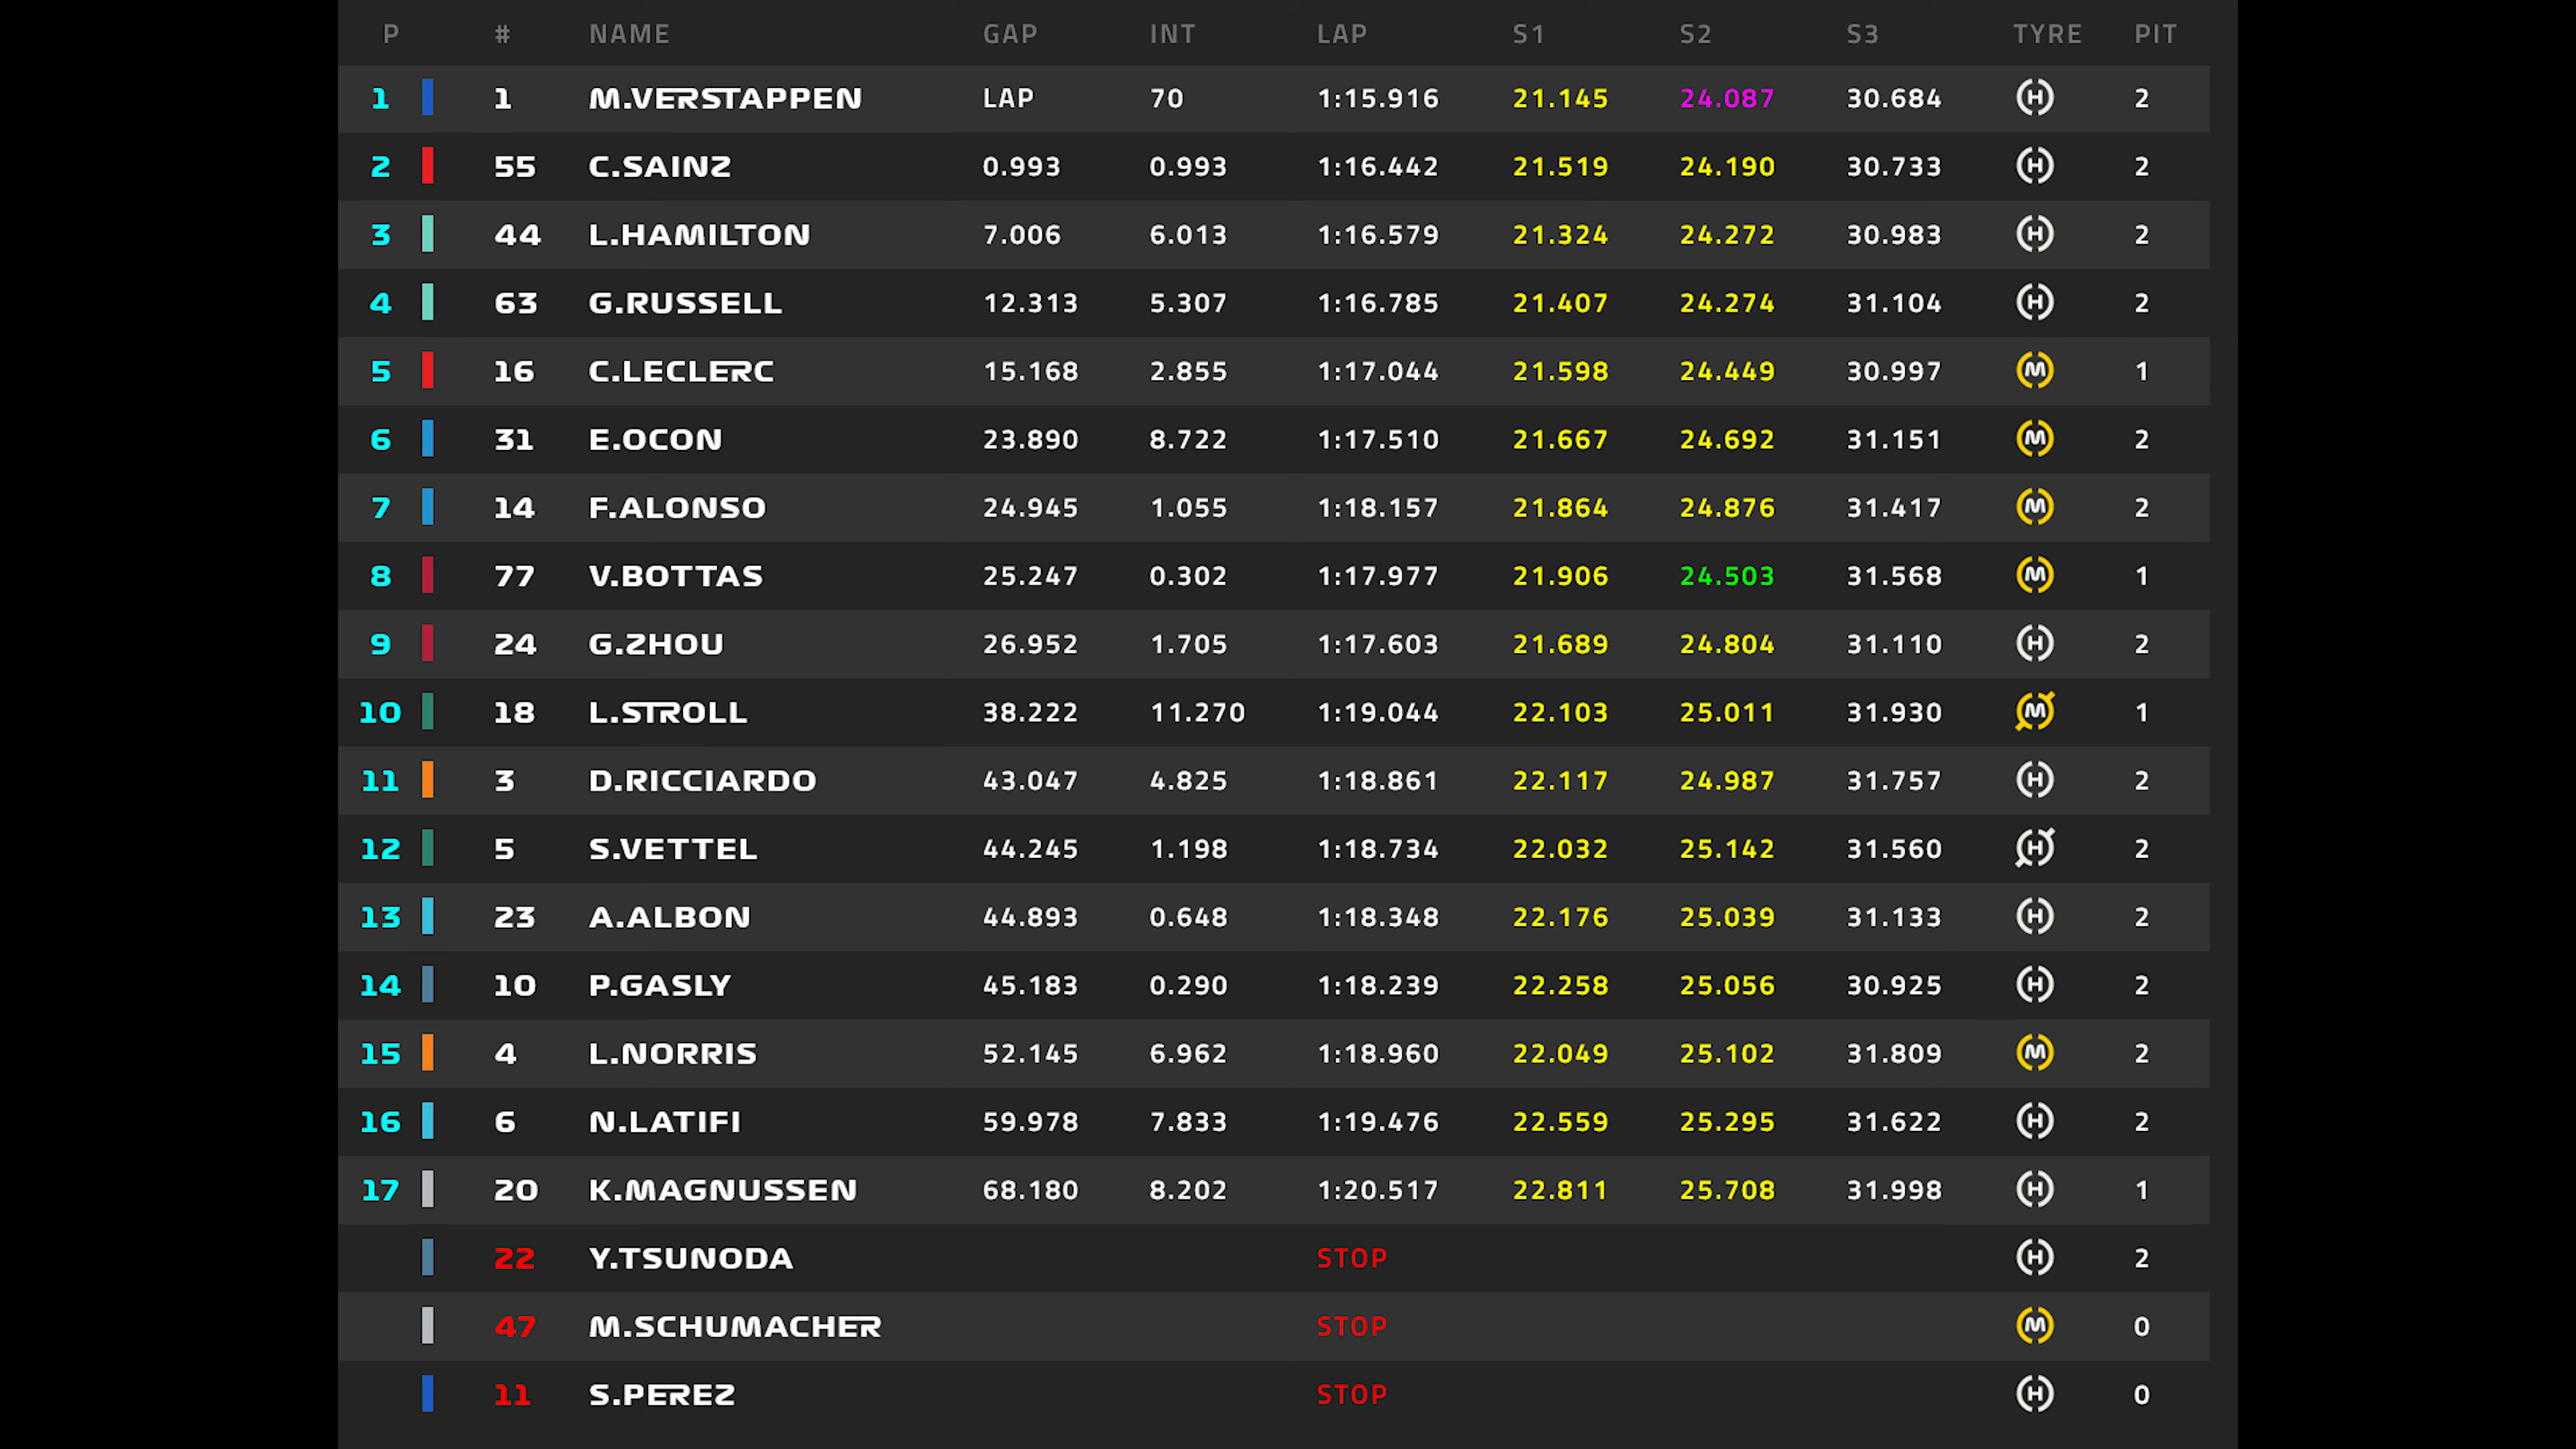 P # NAME GAP INT LAP S1 S2 S3 TYRE PIT
1 1 M.VERSTAPPEN LAP 70 1:15.916 21.145 24.087 30.684 H 2
2 55 C.SAINZ 0.993 0.993 1:16.442 21.519 24.190 30.733 H 2
3 44 L.HAMILTON 7.006 6.013 1:16.579 21.324 24.272 30.983 H 2
4 63 G.RUSSELL 12.313 5.307 1:16.785 21.407 24.274 31.104 H 2
5 16 C.LECLERC 15.168 2.855 1:17.044 21.598 24.449 30.997 M 1
6 31 E.OCON 23.890 8.722 1:17.510 21.667 24.692 31.151 M 2
7 14 F.ALONSO 24.945 1.055 1:18.157 21.864 24.876 31.417 M 2
8 77 V.BOTTAS 25.247 0.302 1:17.977 21.906 24.503 31.568 M 1
9 24 G.ZHOU 26.952 1.705 1:17.603 21.689 24.804 31.110 H 2
10 18 L.STROLL 38.222 11.270 1:19.044 22.103 25.011 31.930 M 1
11 3 D.RICCIARDO 43.047 4.825 1:18.861 22.117 24.987 31.757 H 2
12 5 S.VETTEL 44.245 1.198 1:18.734 22.032 25.142 31.560 H 2
13 23 A.ALBON 44.893 0.648 1:18.348 22.176 25.039 31.133 H 2
14 10 P.GASLY 45.183 0.290 1:18.239 22.258 25.056 30.925 H 2
15 4 L.NORRIS 52.145 6.962 1:18.960 22.049 25.102 31.809 M 2
16 6 N.LATIFI 59.978 7.833 1:19.476 22.559 25.295 31.622 H 2
17 20 K.MAGNUSSEN 68.180 8.202 1:20.517 22.811 25.708 31.998 H 1
22 Y.TSUNODA STOP H 2
47 M.SCHUMACHER STOP M 0
11 S.PEREZ STOP H 0